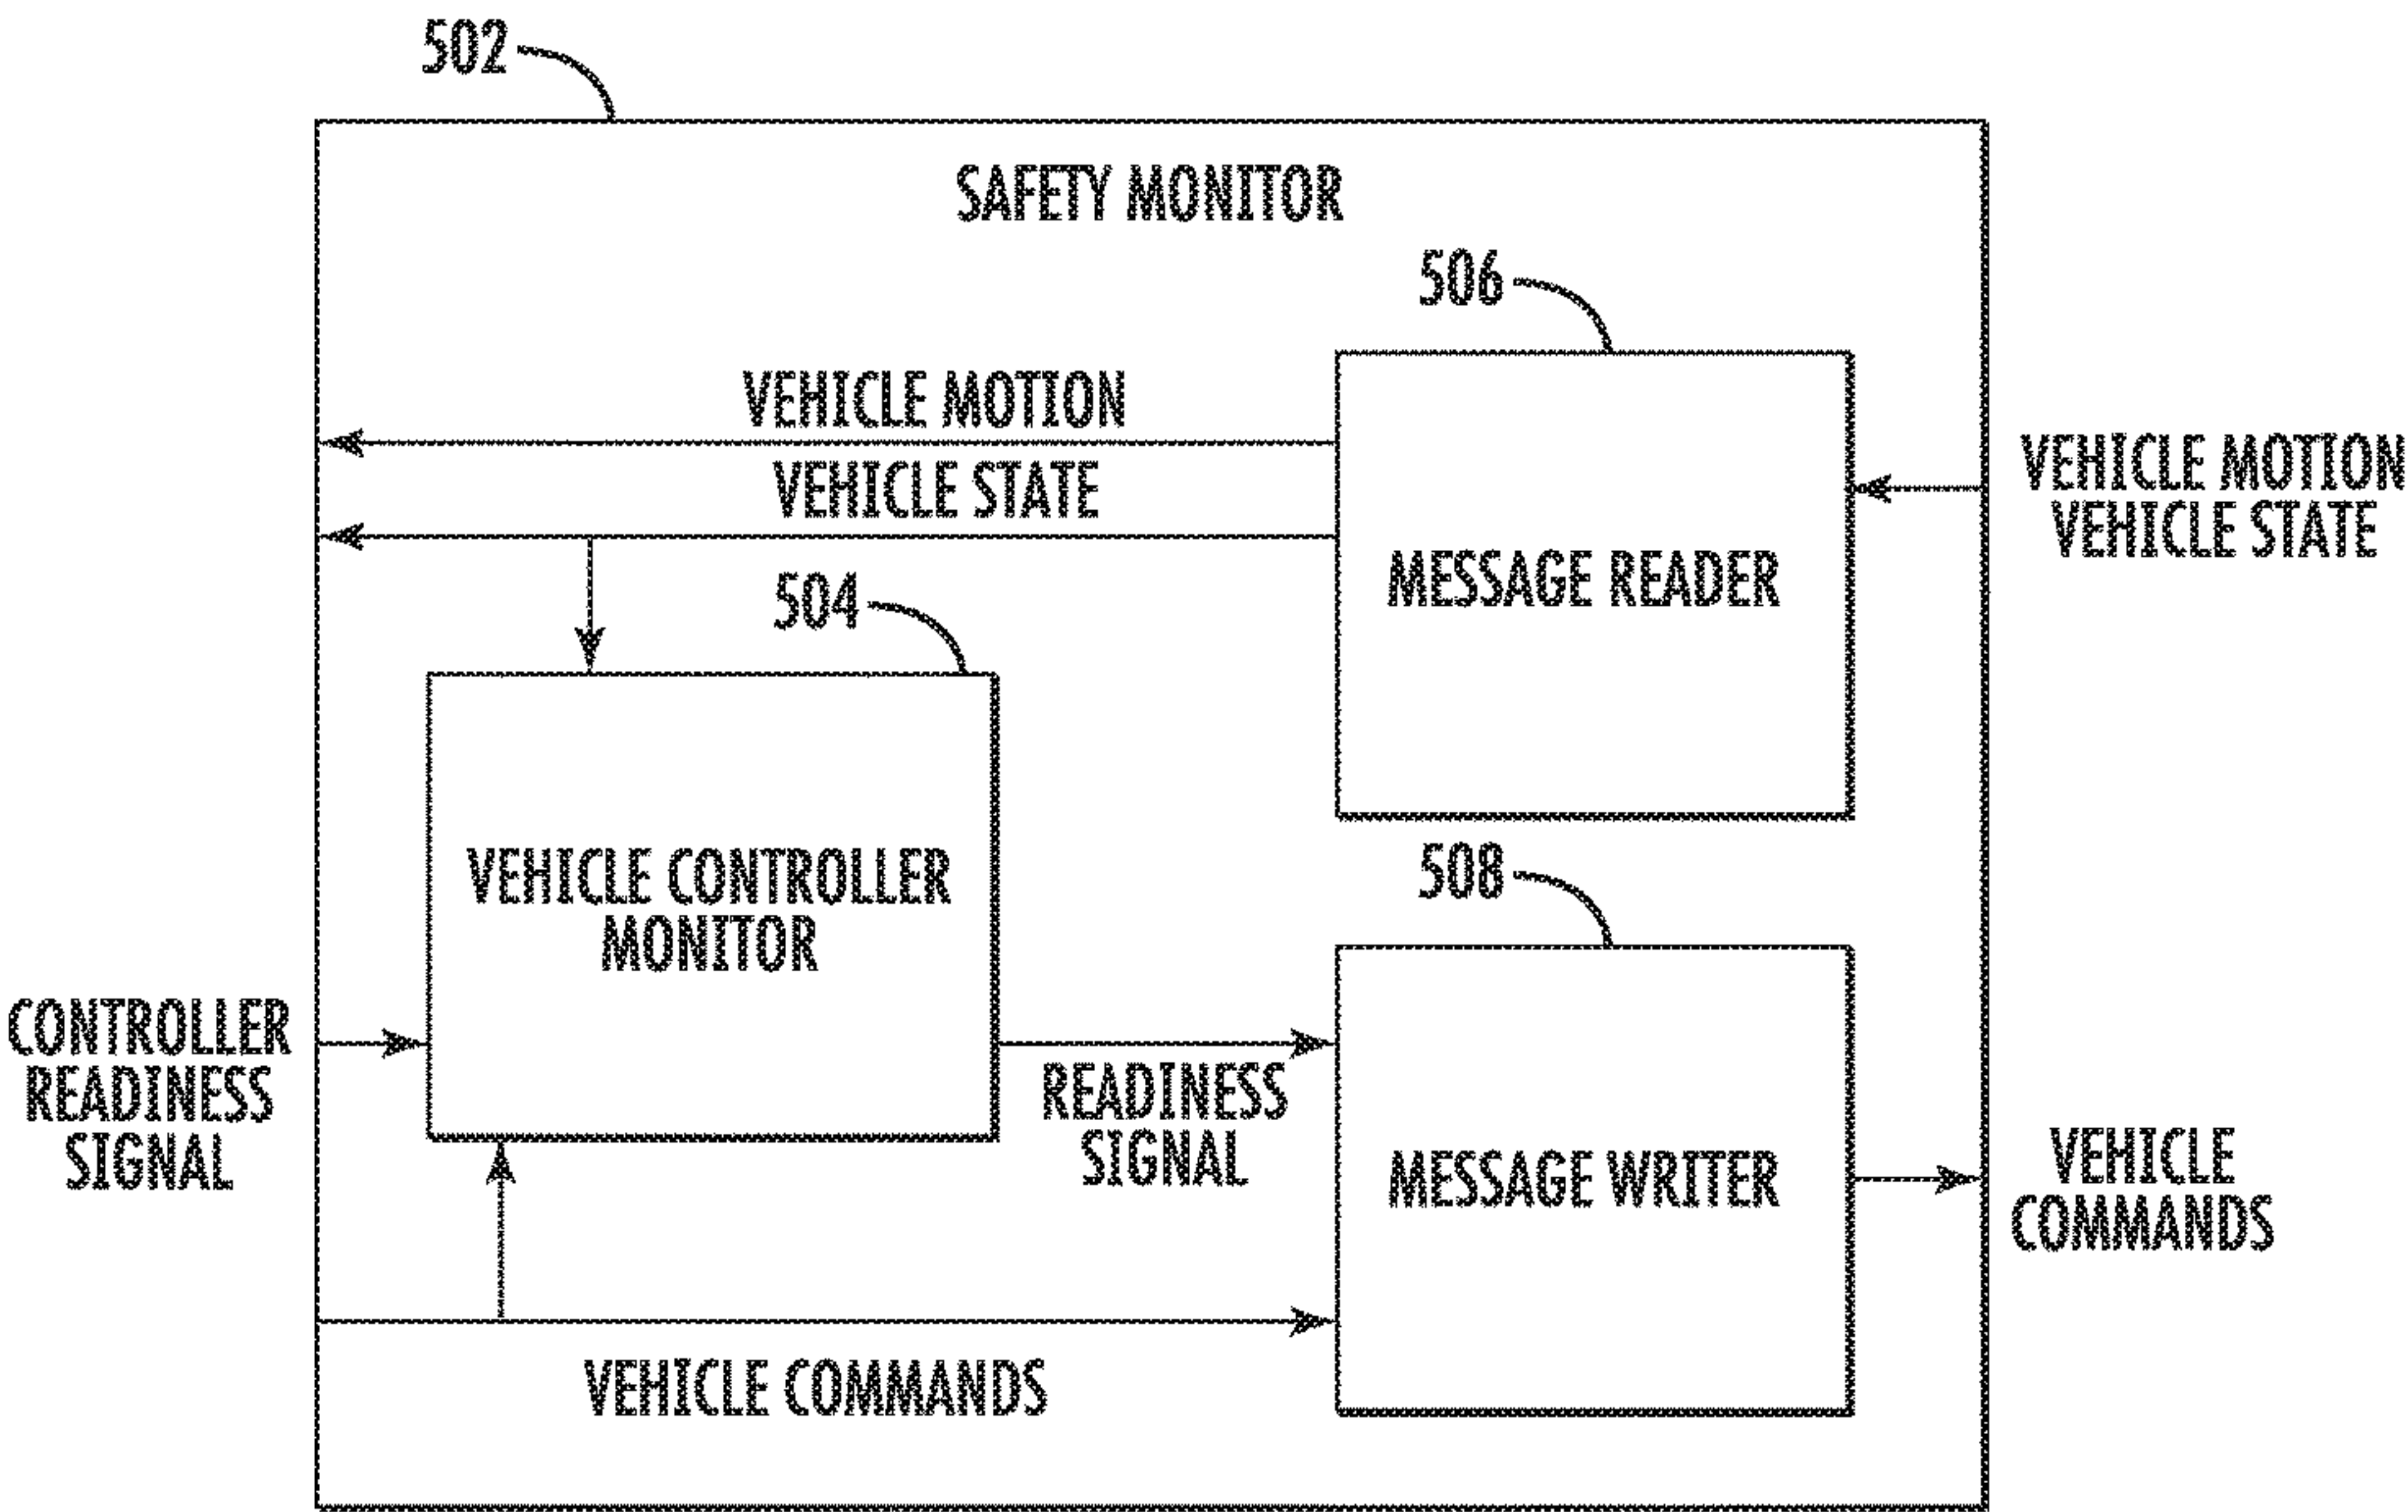 502
SAFETY MONITOR
506
VEHICLE MOTION
VEHICLE STATE
VEHICLE MOTION
VEHICLE STATE
MESSAGE READER
504
VEHICLE CONTROLLER
MONITOR
508
CONTROLLER
READINESS
SIGNAL
READINESS
SIGNAL
MESSAGE WRITER
VEHICLE
COMMANDS
VEHICLE COMMANDS